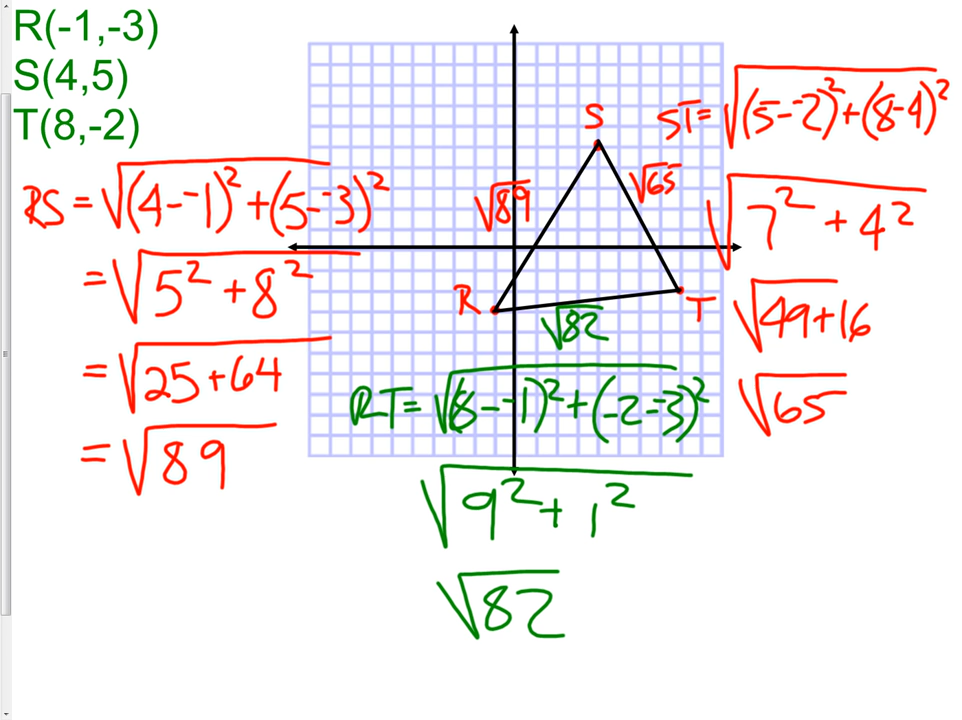 R(-1,-3)
S(4,5)
T(8,-2)
RS = √(4-⁻1)² + (5-⁻3)²
= √5² + 8²
= √25+64
= √89
S
√89
√65
R
T
√82
ST = √(5-⁻2)² + (8-4)²
√7² + 4²
√49+16
√65
RT = √(8-⁻1)² + (-2-⁻3)²
√9² + 1²
√82